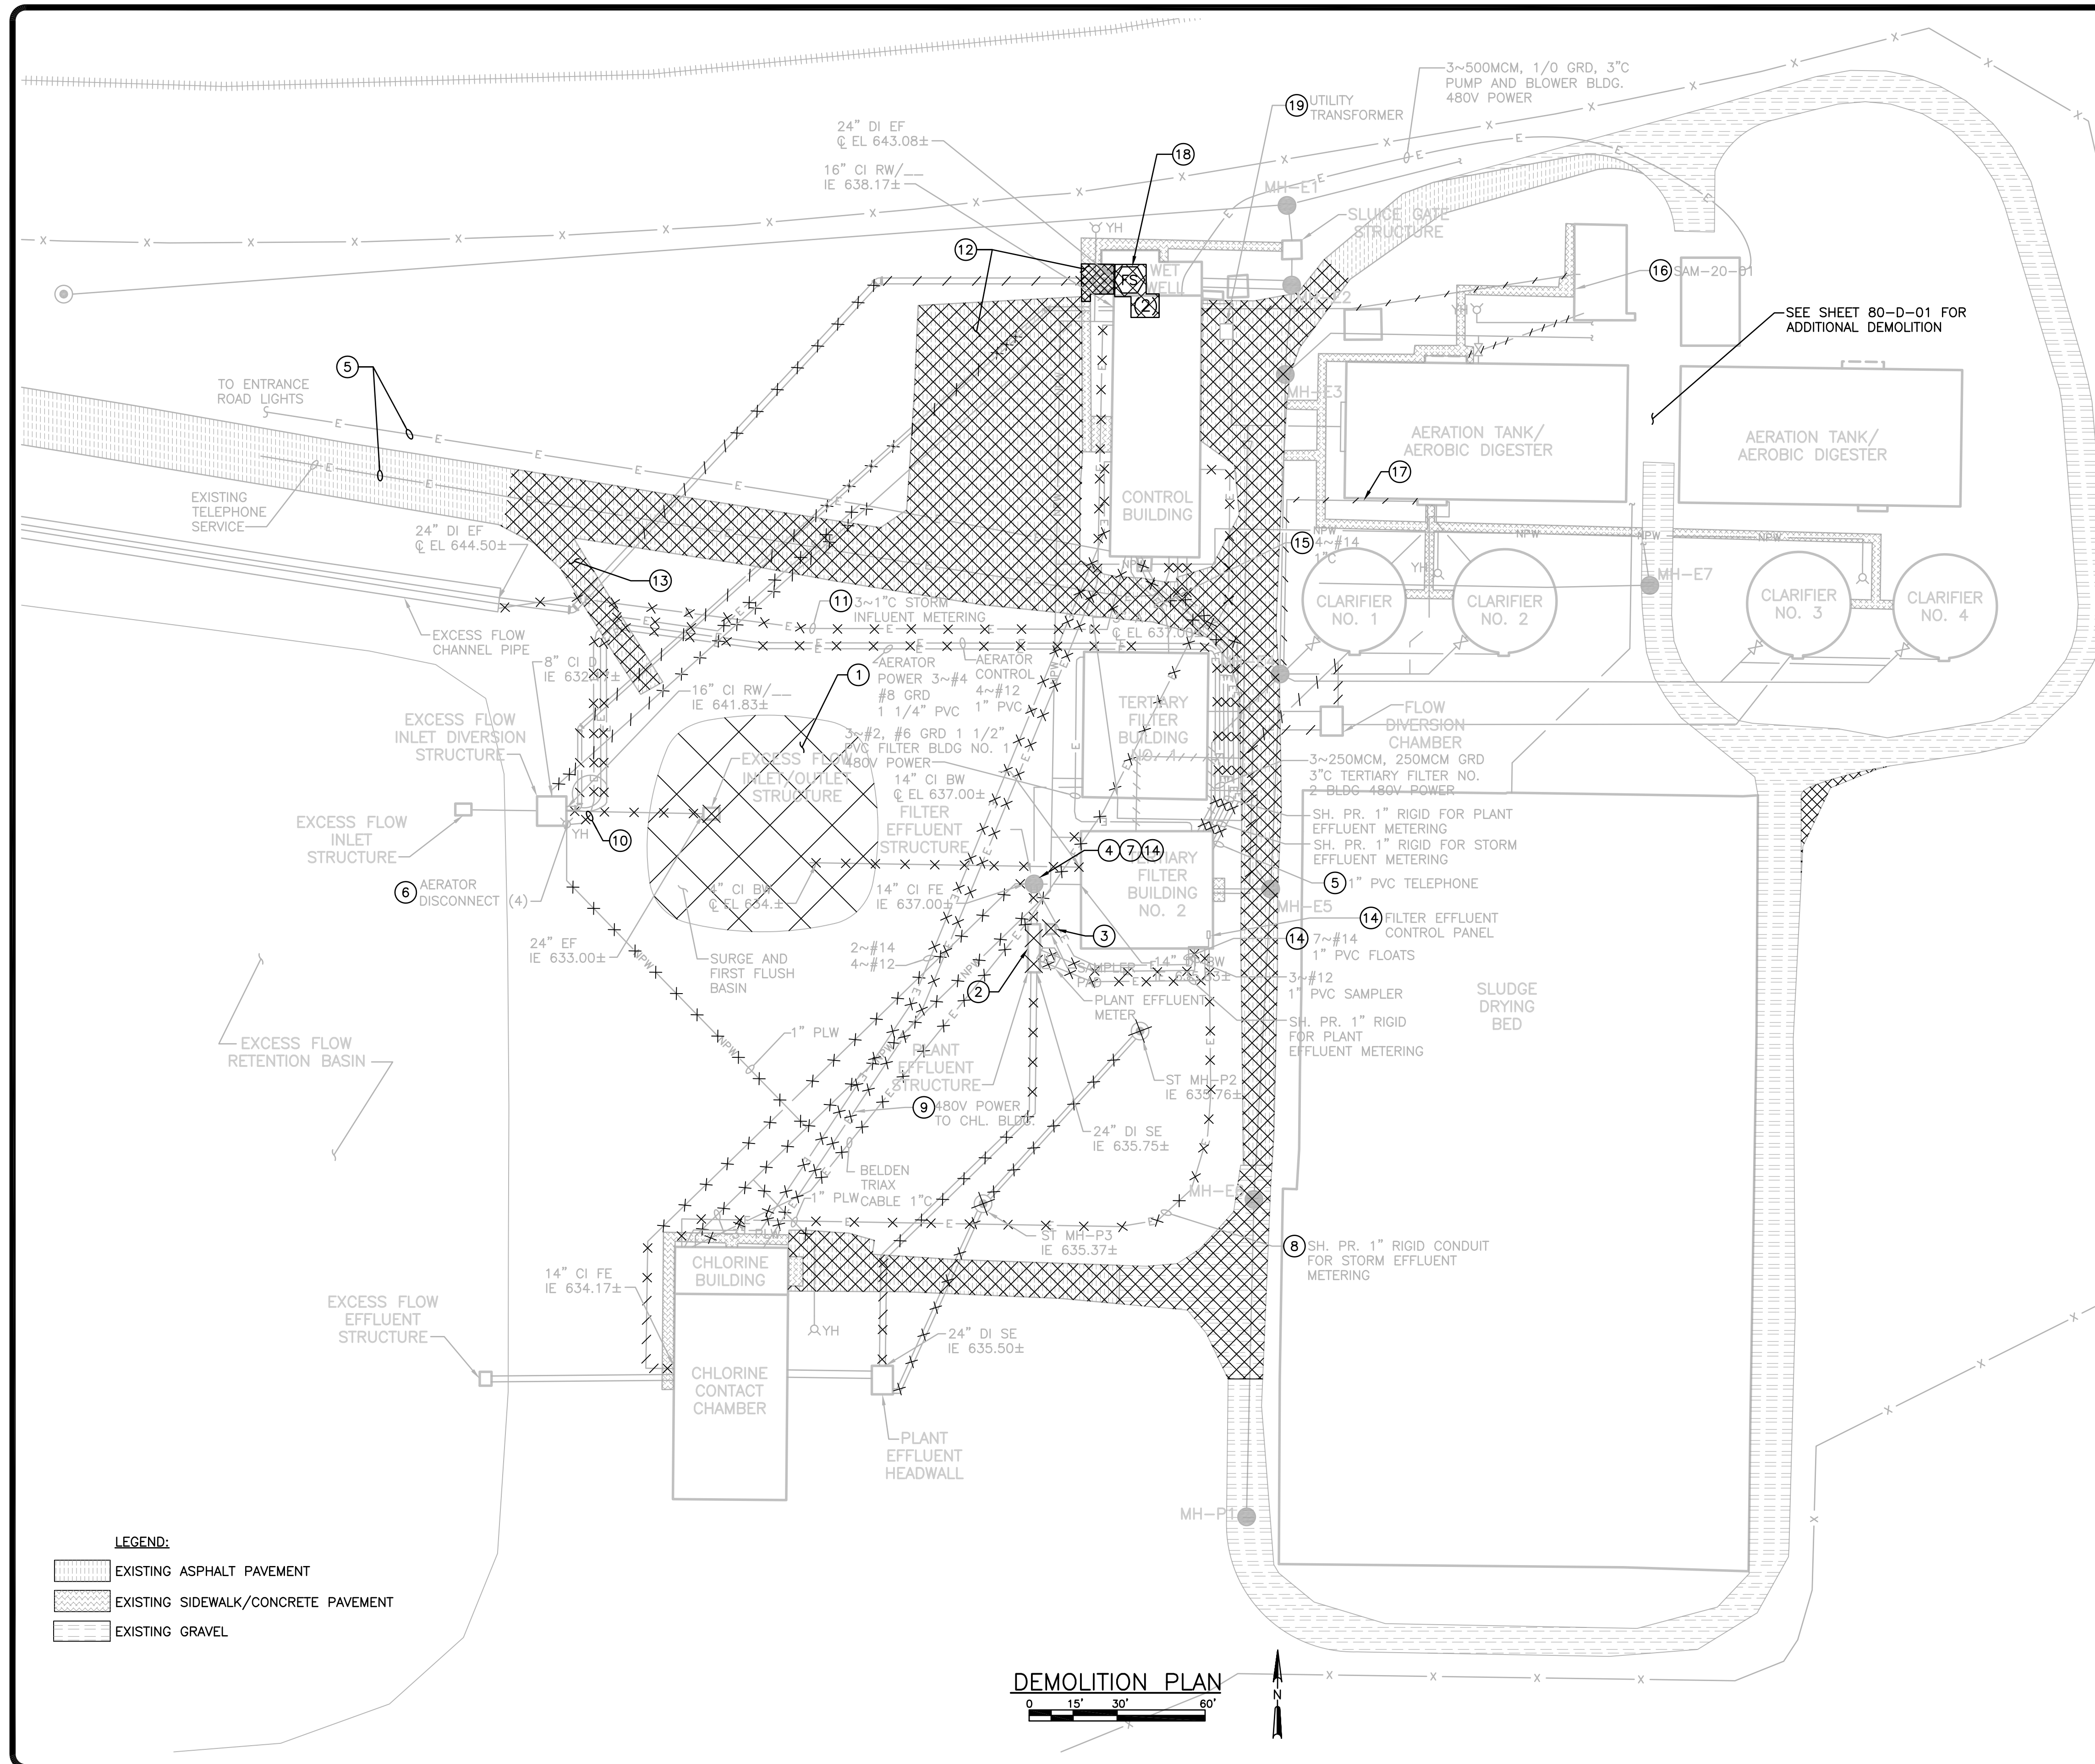 3~500MCM, 1/0 GRD, 3"C
PUMP AND BLOWER BLDG.
480V POWER
19 UTILITY
TRANSFORMER
24" DI EF
℄ EL 643.08±
16" CI RW/__
IE 638.17±
18
MH-E1
YH
SLUICE GATE
STRUCTURE
12
WET
WELL
FS
2
MH-E2
16 SAM-20-01
YH
SEE SHEET 80-D-01 FOR
ADDITIONAL DEMOLITION
5
TO ENTRANCE
ROAD LIGHTS
MH-E3
AERATION TANK/
AEROBIC DIGESTER
AERATION TANK/
AEROBIC DIGESTER
17
EXISTING
TELEPHONE
SERVICE
CONTROL
BUILDING
24" DI EF
℄ EL 644.50±
15 4~#14
1"C
NPW
13
YH
MH-E7
CLARIFIER
NO. 1
CLARIFIER
NO. 2
CLARIFIER
NO. 3
CLARIFIER
NO. 4
11 3~1"C STORM
INFLUENT METERING
EXCESS FLOW
CHANNEL PIPE
℄ EL 637.00±
8" CI D
1
AERATOR
POWER 3~#4
#8 GRD
1 1/4" PVC
AERATOR
CONTROL
4~#12
1" PVC
16" CI RW/__
IE 641.83±
TERTIARY
FILTER
BUILDING
FLOW
DIVERSION
CHAMBER
EXCESS FLOW
INLET DIVERSION
STRUCTURE
3~#2, #6 GRD 1 1/2"
PVC FILTER BLDG NO. 1
480V POWER
EXCESS FLOW
INLET/OUTLET
STRUCTURE
3~250MCM, 250MCM GRD
3"C TERTIARY FILTER NO.
2 BLDG 480V POWER
14" CI BW
℄ EL 637.00±
FILTER
EFFLUENT
STRUCTURE
SH. PR. 1" RIGID FOR PLANT
EFFLUENT METERING
SH. PR. 1" RIGID FOR STORM
EFFLUENT METERING
EXCESS FLOW
INLET
STRUCTURE
YH
10
4 7 14
TERTIARY
FILTER
BUILDING
NO. 2
5 1" PVC TELEPHONE
6 AERATOR
DISCONNECT (4)
4" CI BW
℄ EL 634.±
14" CI FE
IE 637.00±
MH-E5
14 FILTER EFFLUENT
CONTROL PANEL
3
14 7~#14
1" PVC FLOATS
24" EF
IE 633.00±
SURGE AND
FIRST FLUSH
BASIN
2~#14
4~#12
SAMPLER
PAD
3~#12
1" PVC SAMPLER
2
PLANT EFFLUENT
METER
SLUDGE
DRYING
BED
SH. PR. 1" RIGID
FOR PLANT
EFFLUENT METERING
EXCESS FLOW
RETENTION BASIN
1" PLW
PLANT
EFFLUENT
STRUCTURE
ST MH-P2
IE 635.76±
9 480V POWER
TO CHL. BLDG.
24" DI SE
IE 635.75±
BELDEN
TRIAX
CABLE 1"C
1" PLW
MH-E6
ST MH-P3
IE 635.37±
8 SH. PR. 1" RIGID CONDUIT
FOR STORM EFFLUENT
METERING
CHLORINE
BUILDING
14" CI FE
IE 634.17±
EXCESS FLOW
EFFLUENT
STRUCTURE
YH
24" DI SE
IE 635.50±
CHLORINE
CONTACT
CHAMBER
PLANT
EFFLUENT
HEADWALL
MH-P1
LEGEND:
EXISTING ASPHALT PAVEMENT
EXISTING SIDEWALK/CONCRETE PAVEMENT
EXISTING GRAVEL
DEMOLITION PLAN
0 15' 30' 60'
N